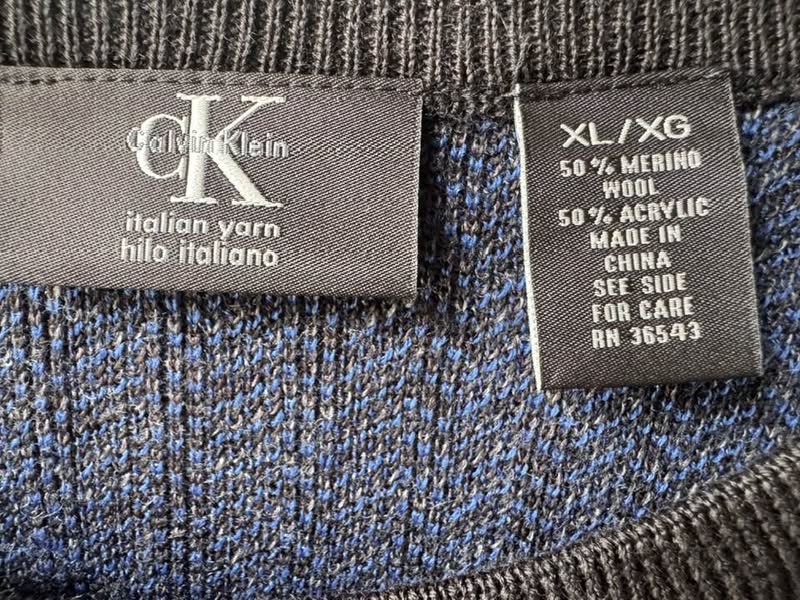 CK
Calvin Klein
italian yarn
hilo italiano
XL/XG
50% MERINO
WOOL
50% ACRYLIC
MADE IN
CHINA
SEE SIDE
FOR CARE
RN 36543